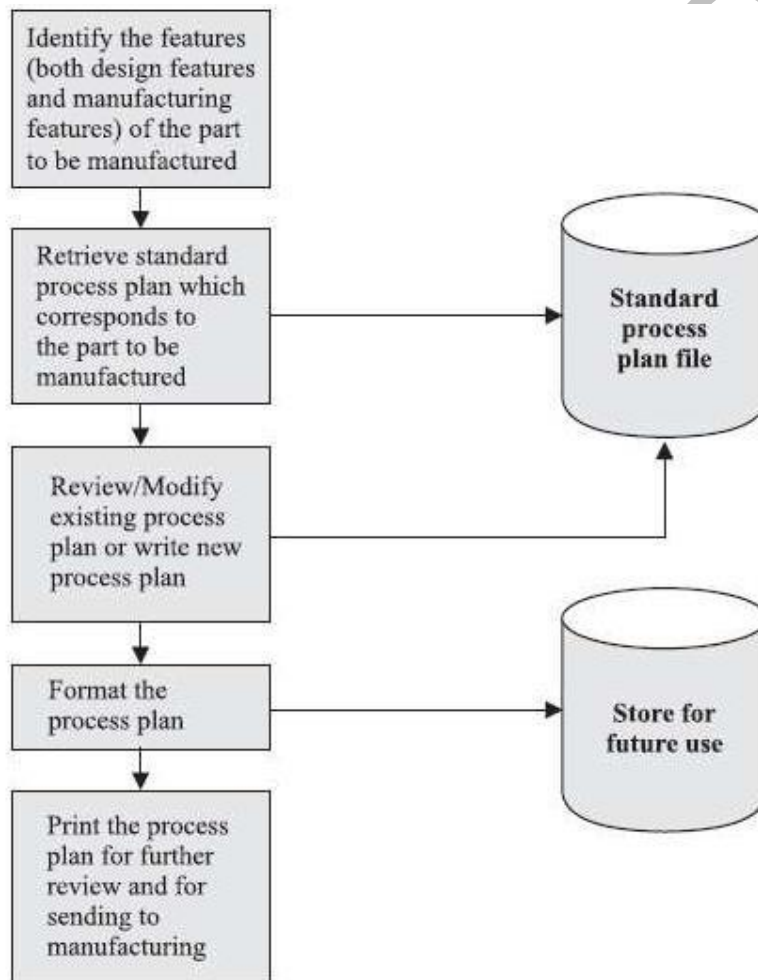 Identify the features
(both design features
and manufacturing
features) of the part
to be manufactured
Retrieve standard
process plan which
corresponds to
the part to be
manufactured
Standard
process
plan file
Review/Modify
existing process
plan or write new
process plan
Format the
process plan
Store for
future use
Print the process
plan for further
review and for
sending to
manufacturing